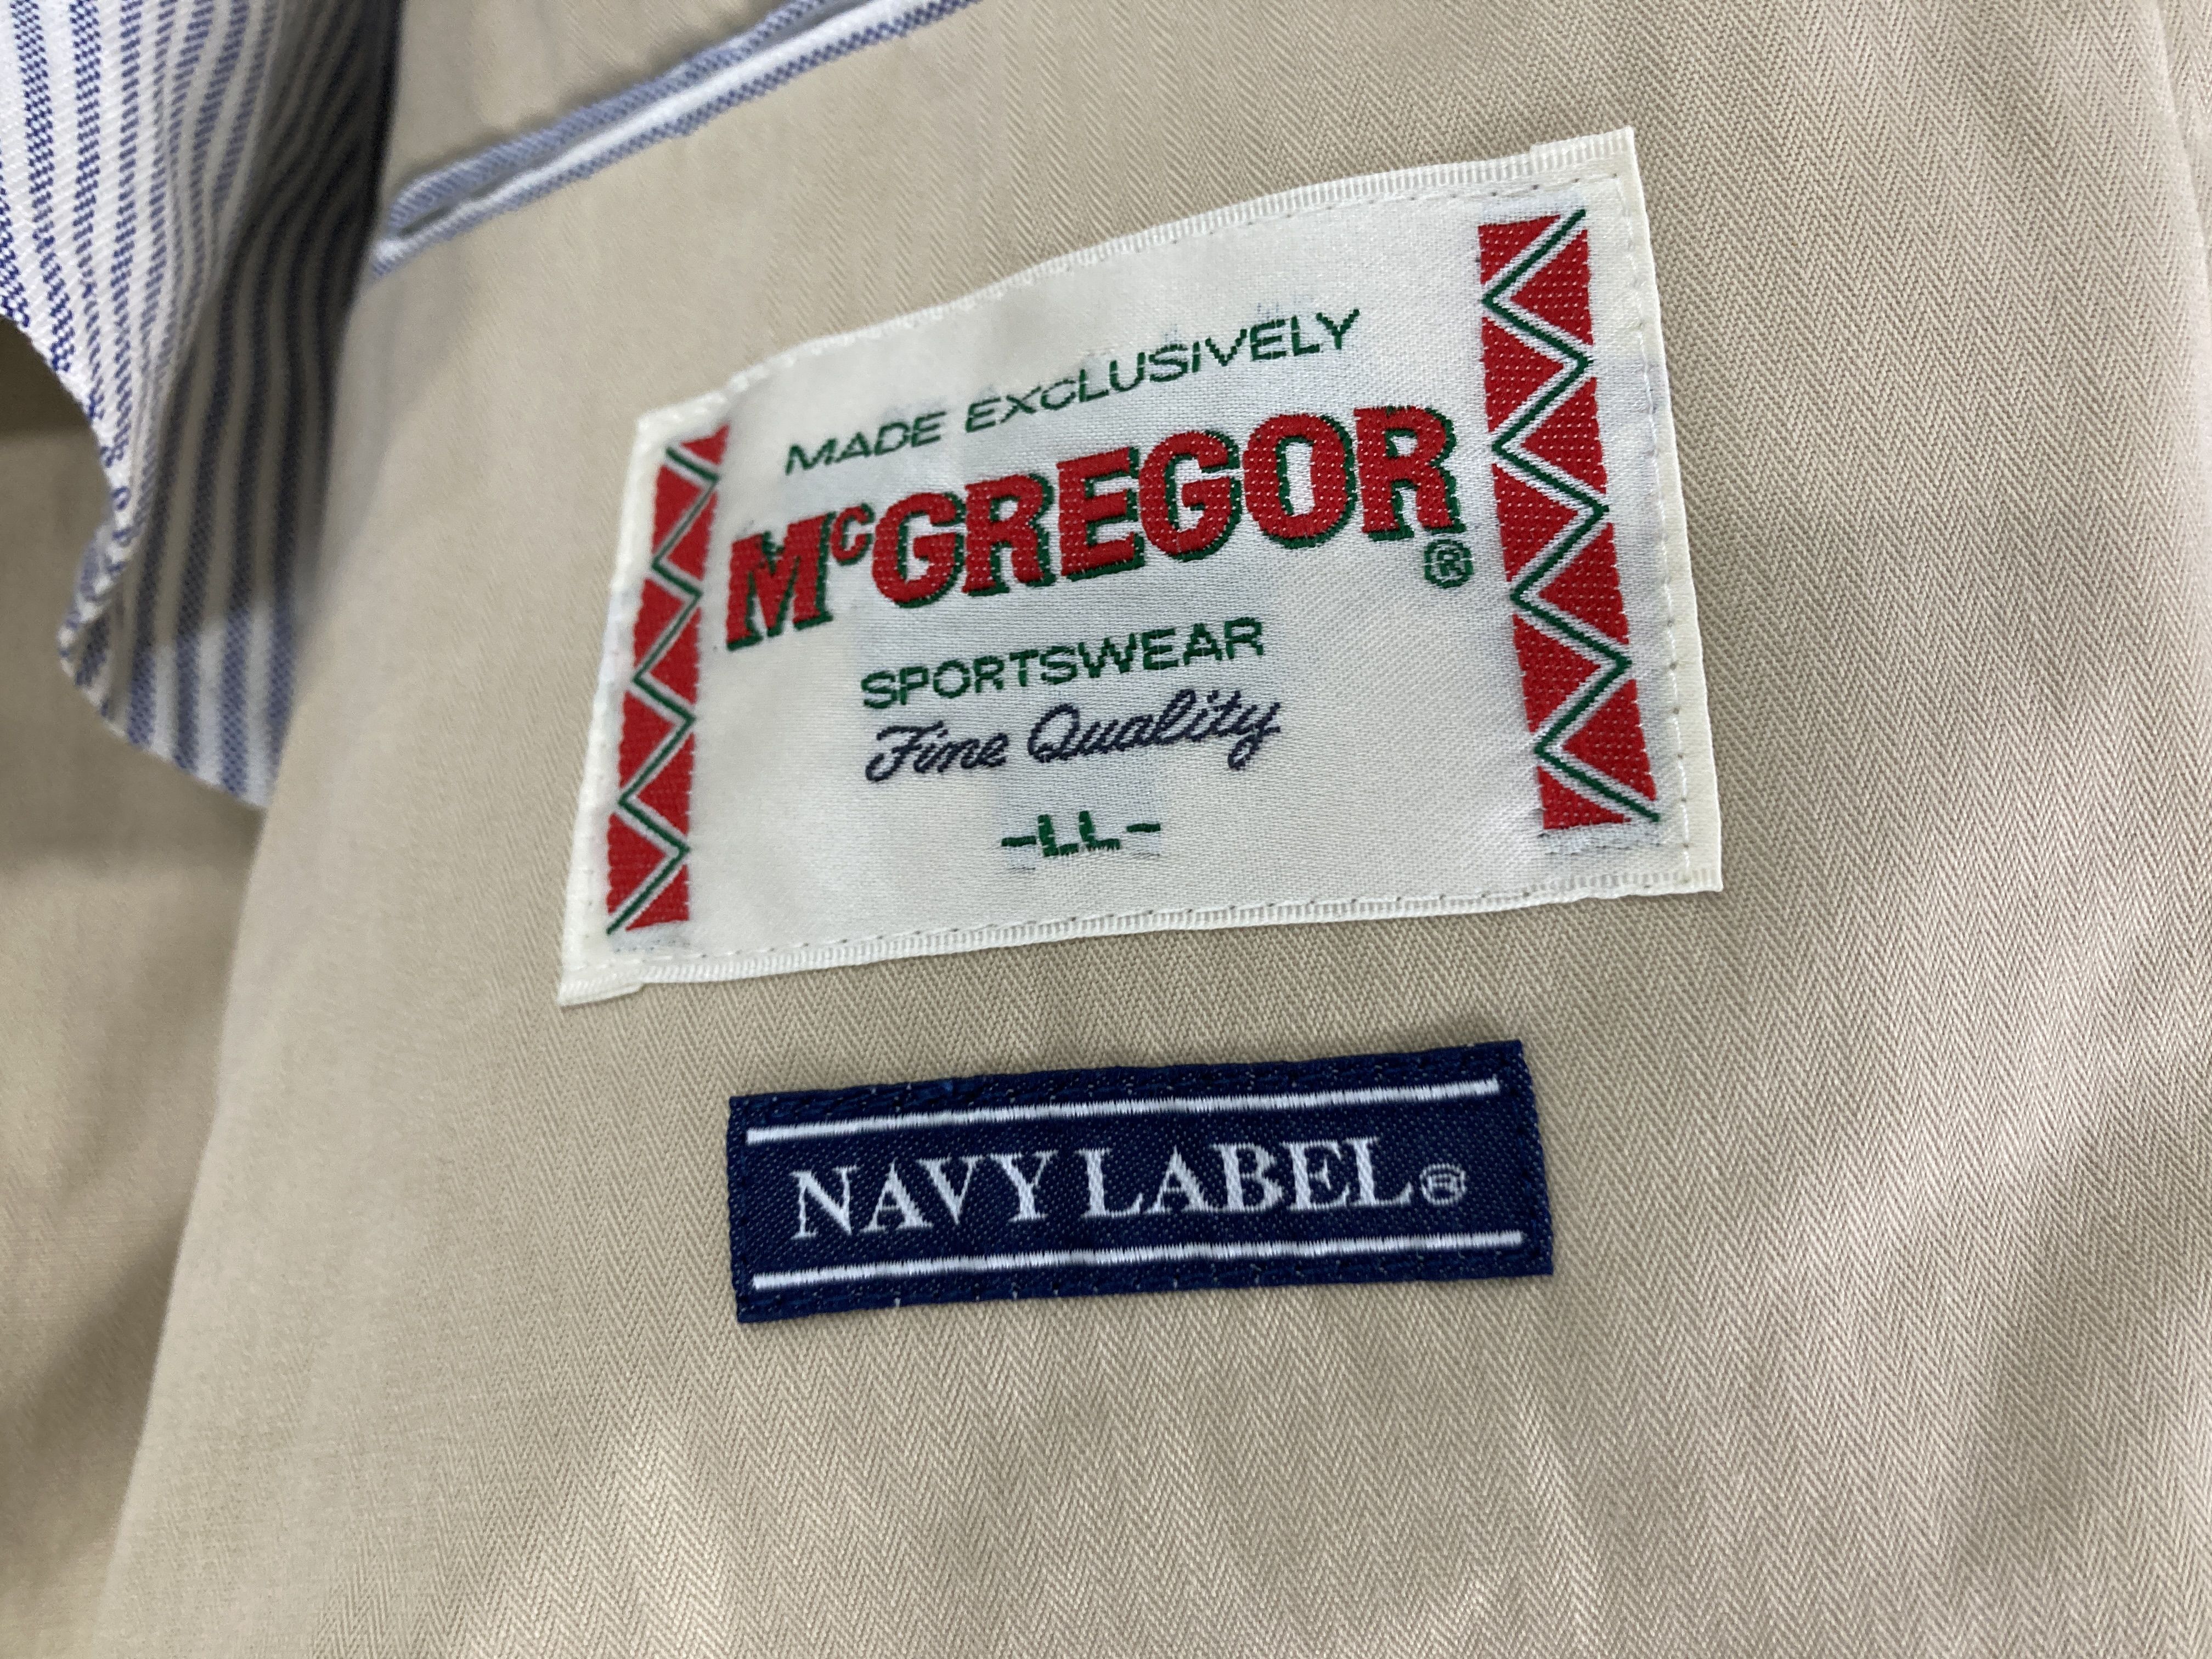 MADE EXCLUSIVELY
McGREGOR®
SPORTSWEAR
Fine Quality
-LL-
NAVY LABEL®